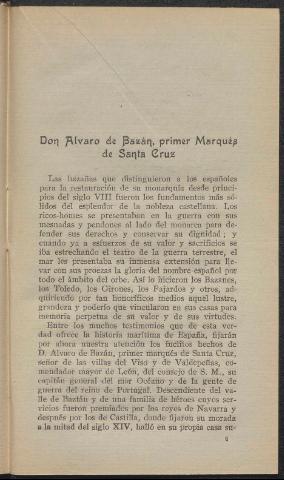 Don Alvaro de Bazán, primer Marqués
de Santa Cruz
Las hazañas que distinguieron a los españoles
para la restauración de su monarquía desde princi-
pios del siglo VIII fueron los fundamentos más só-
lidos del esplendor de la nobleza castellana. Los
ricos-homes se presentaban en la guerra con sus
mesnadas y pendones al lado del monarca para de-
fender sus derechos y conservar su dignidad; y
cuando ya a esfuerzos de su valor y sacrificios se
iba estrechando el teatro de la guerra terrestre, el
mar les presentaba su inmensa extensión para lle-
var con sus proezas la gloria del nombre español por
todo el ámbito del orbe. Así lo hicieron los Bazanes,
los Toledo, los Girones, los Fajardos y otros, ad-
quiriendo por tan honoríficos medios aquel lustre,
grandeza y poderío que vincularon en sus casas para
memoria perpetua de su valor y de sus virtudes.
Entre los muchos testimonios que de esta ver-
dad ofrece la historia marítima de España, fijarán
por ahora nuestra atención los ínclitos hechos de
D. Alvaro de Bazán, primer marqués de Santa Cruz,
señor de las villas del Viso y de Valdepeñas, co-
mendador mayor de León, del consejo de S. M., su
capitán general del mar Océano y de la gente de
guerra del reino de Portugal. Descendiente del va-
lle de Baztán y de una familia de héroes cuyos ser-
vicios fueron premiados por los reyes de Navarra y
después por los de Castilla, donde fijaron su morada
a la mitad del siglo XIV, halló en su propia casa su-